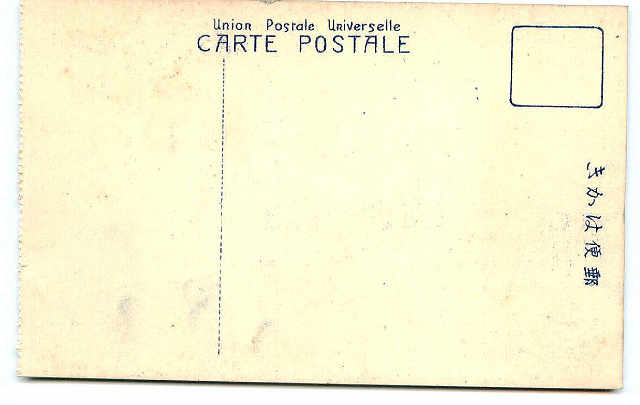 Union Postale Universelle
CARTE POSTALE
きかは便郵